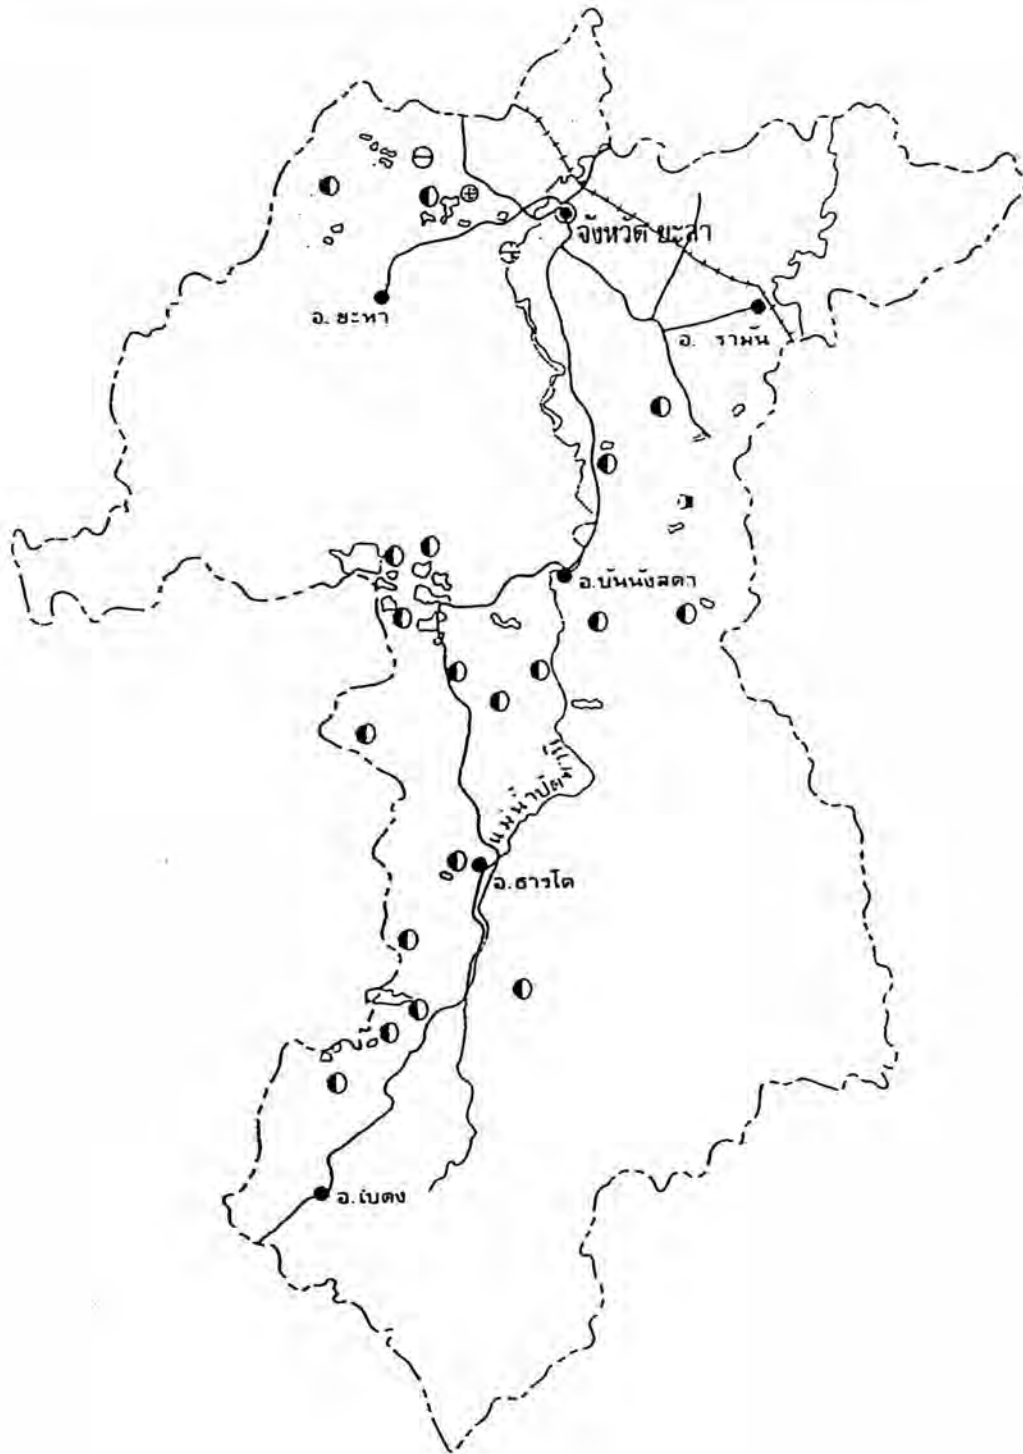 จังหวัด ยะลา
อ. ยะหา
อ. รามัน
อ.บันนังสตา
แม่น้ำปัตตานี
อ.ธารโต
อ.เบตง